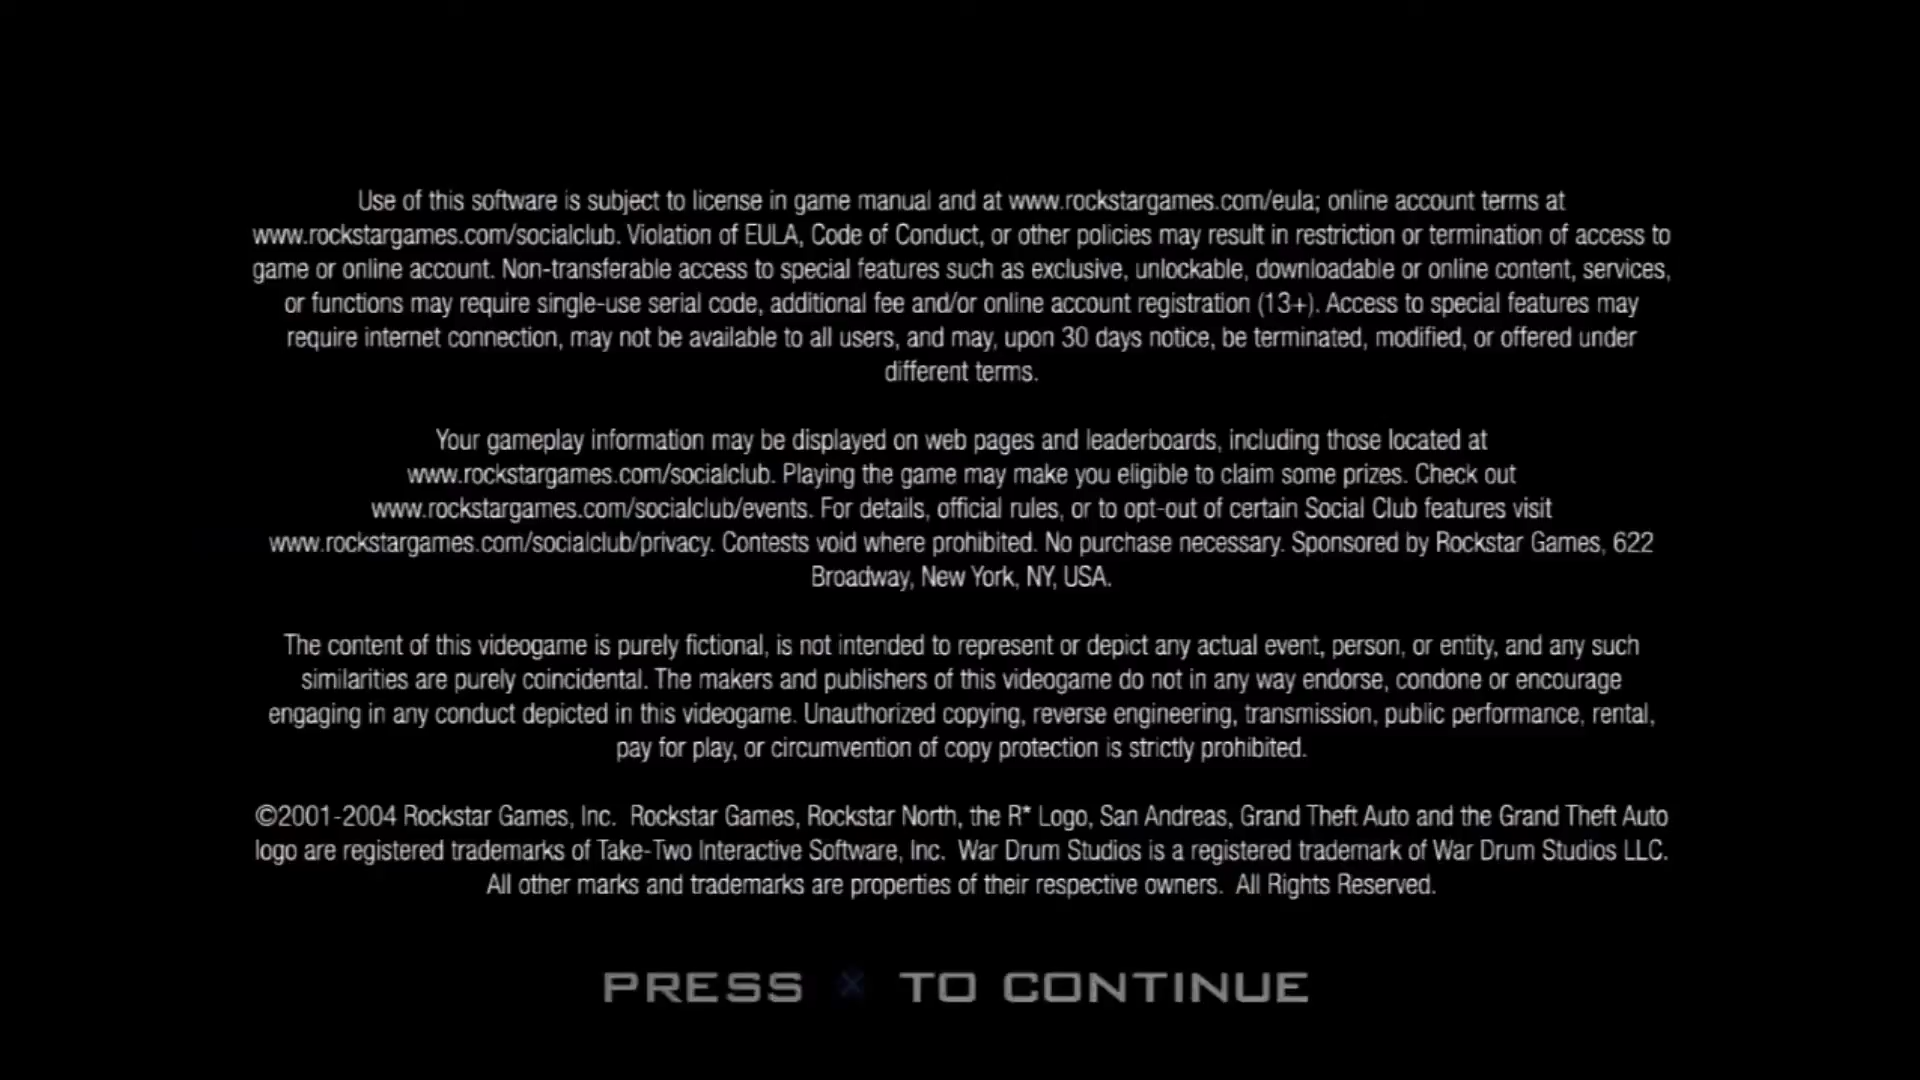 Use of this software is subject to license in game manual and at www.rockstargames.com/eula; online account terms at
www.rockstargames.com/socialclub. Violation of EULA, Code of Conduct, or other policies may result in restriction or termination of access to
game or online account. Non-transferable access to special features such as exclusive, unlockable, downloadable or online content, services,
or functions may require single-use serial code, additional fee and/or online account registration (13+). Access to special features may
require internet connection, may not be available to all users, and may, upon 30 days notice, be terminated, modified, or offered under
different terms.
Your gameplay information may be displayed on web pages and leaderboards, including those located at
www.rockstargames.com/socialclub. Playing the game may make you eligible to claim some prizes. Check out
www.rockstargames.com/socialclub/events. For details, official rules, or to opt-out of certain Social Club features visit
www.rockstargames.com/socialclub/privacy. Contests void where prohibited. No purchase necessary. Sponsored by Rockstar Games, 622
Broadway, New York, NY, USA.
The content of this videogame is purely fictional, is not intended to represent or depict any actual event, person, or entity, and any such
similarities are purely coincidental. The makers and publishers of this videogame do not in any way endorse, condone or encourage
engaging in any conduct depicted in this videogame. Unauthorized copying, reverse engineering, transmission, public performance, rental,
pay for play, or circumvention of copy protection is strictly prohibited.
©2001-2004 Rockstar Games, Inc.  Rockstar Games, Rockstar North, the R* Logo, San Andreas, Grand Theft Auto and the Grand Theft Auto
logo are registered trademarks of Take-Two Interactive Software, Inc.  War Drum Studios is a registered trademark of War Drum Studios LLC.
All other marks and trademarks are properties of their respective owners.  All Rights Reserved.
PRESS X TO CONTINUE